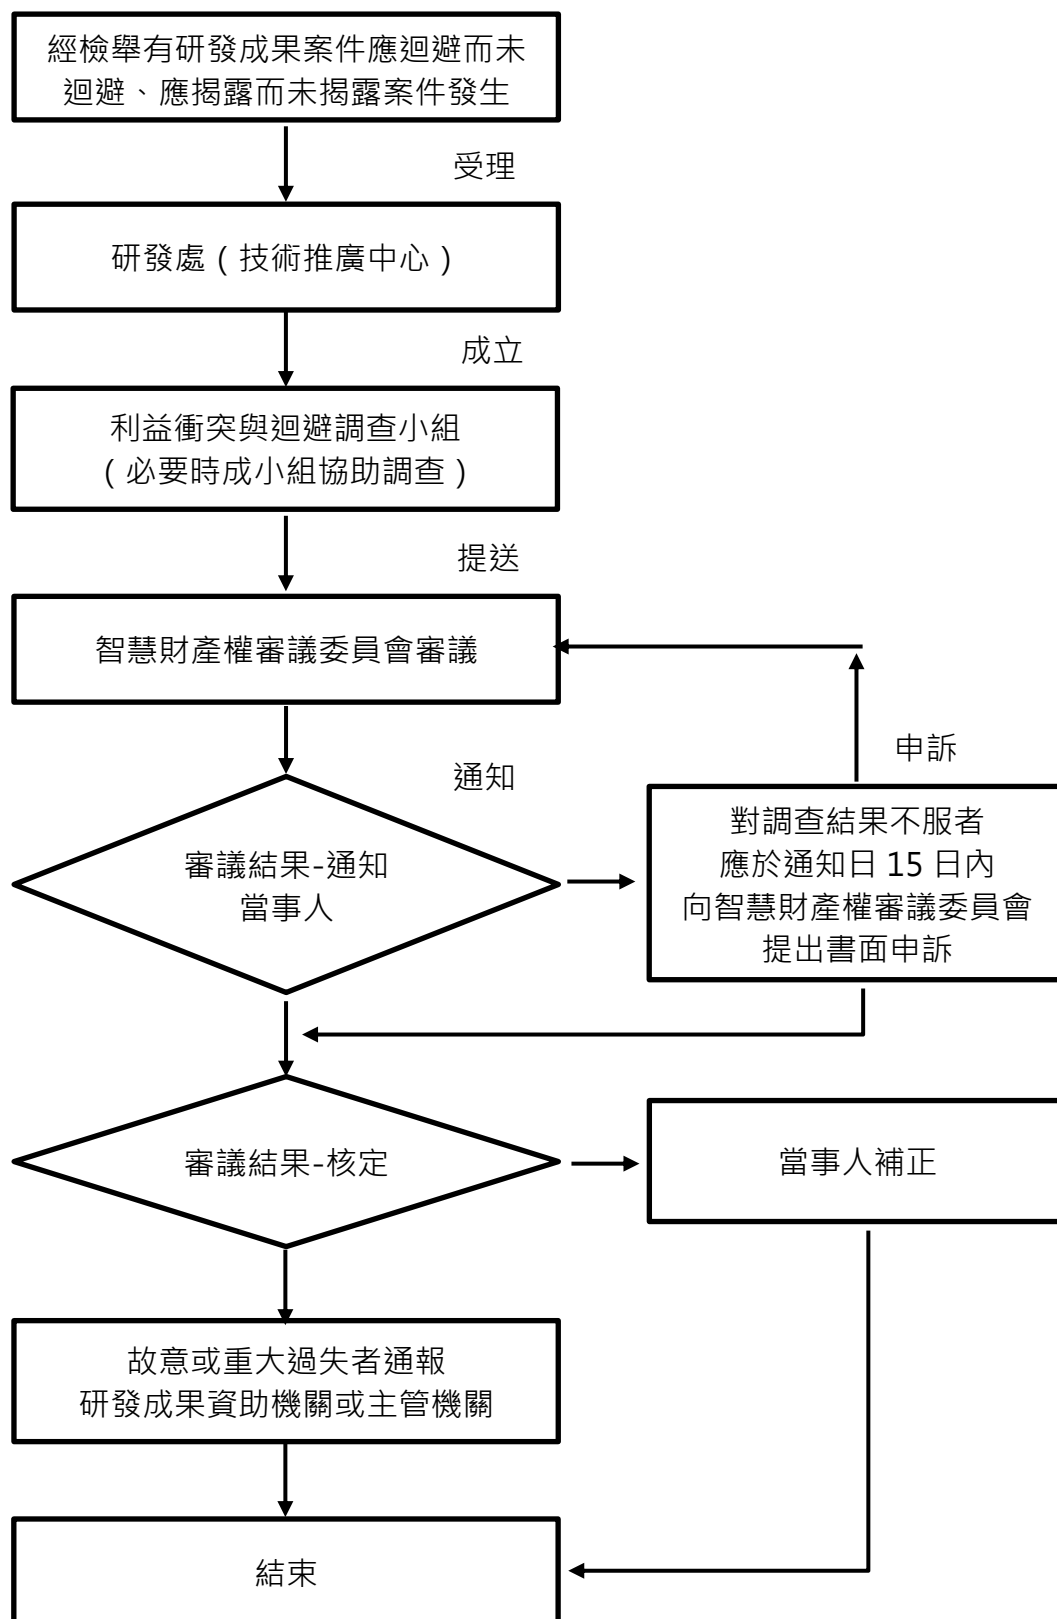 經檢舉有研發成果案件應迴避而未
迴避、應揭露而未揭露案件發生
受理
研發處（技術推廣中心）
成立
利益衝突與迴避調查小組
（必要時成小組協助調查）
提送
智慧財產權審議委員會審議
申訴
通知
審議結果-通知
當事人
對調查結果不服者
應於通知日 15 日內
向智慧財產權審議委員會
提出書面申訴
審議結果-核定
當事人補正
故意或重大過失者通報
研發成果資助機關或主管機關
結束